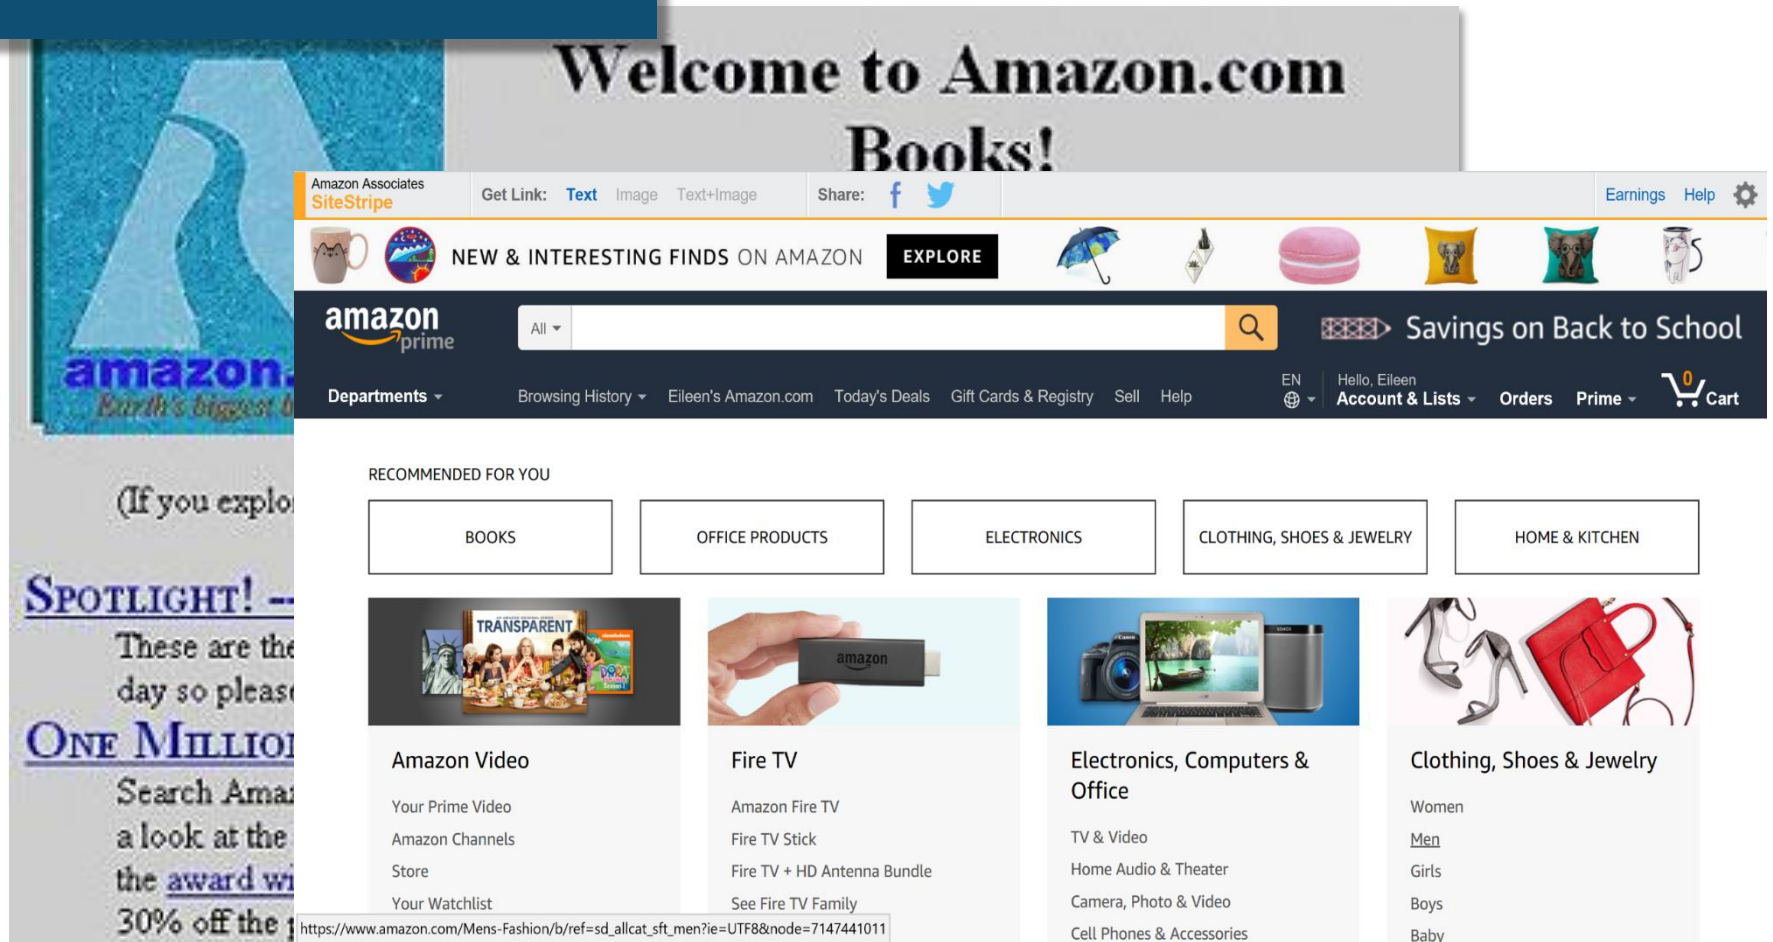 Welcome to Amazon.com
Books!
amazon.
Earth's biggest b
(If you explo
SPOTLIGHT! --
These are the
day so please
ONE MILLION
Search Amaz
a look at the
the award wi
30% off the p
Amazon Associates
SiteStripe
Get Link: Text Image Text+Image
Share:
Earnings Help
NEW & INTERESTING FINDS ON AMAZON EXPLORE
amazon
prime
All
Savings on Back to School
Departments
Browsing History Eileen's Amazon.com Today's Deals Gift Cards & Registry Sell Help
EN
Hello, Eileen
Account & Lists Orders Prime
0
Cart
RECOMMENDED FOR YOU
BOOKS
OFFICE PRODUCTS
ELECTRONICS
CLOTHING, SHOES & JEWELRY
HOME & KITCHEN
TRANSPARENT
amazon
Canon
SONOS
Amazon Video
Your Prime Video
Amazon Channels
Store
Your Watchlist
Fire TV
Amazon Fire TV
Fire TV Stick
Fire TV + HD Antenna Bundle
See Fire TV Family
Electronics, Computers &
Office
TV & Video
Home Audio & Theater
Camera, Photo & Video
Cell Phones & Accessories
Clothing, Shoes & Jewelry
Women
Men
Girls
Boys
Baby
https://www.amazon.com/Mens-Fashion/b/ref=sd_allcat_sft_men?ie=UTF8&node=7147441011